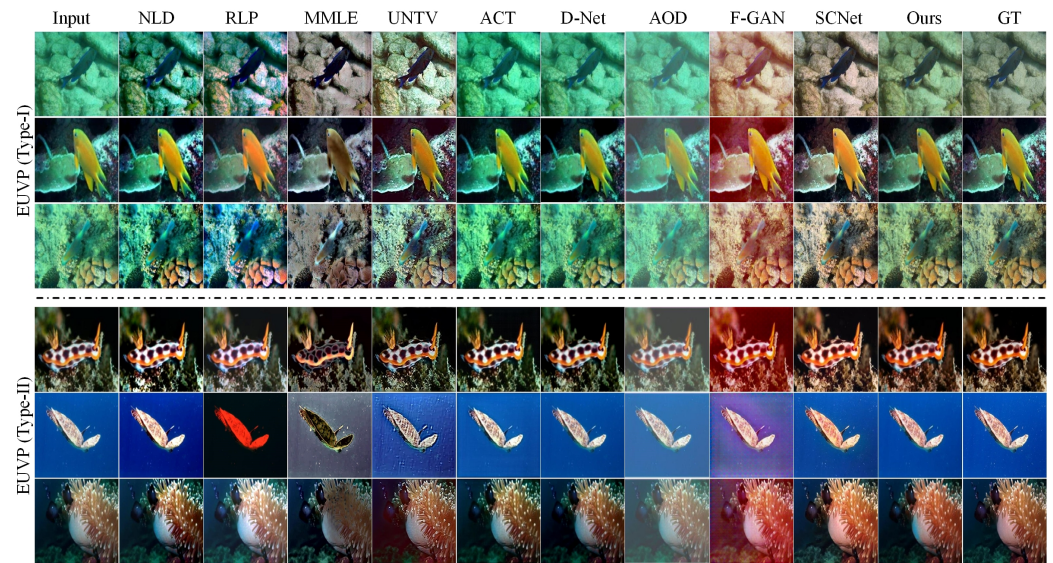 Input NLD RLP MMLE UNTV ACT D-Net AOD F-GAN SCNet Ours GT
EUVP (Type-I)
EUVP (Type-II)